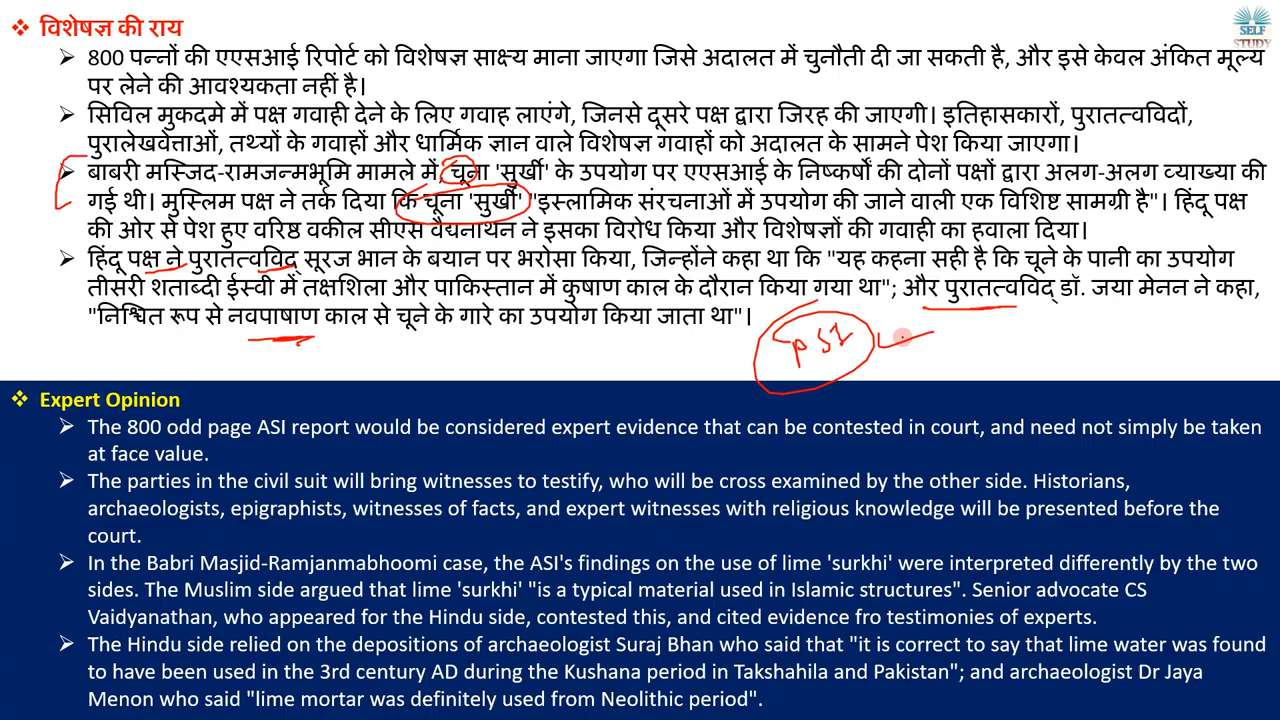 विशेषज्ञ की राय
SELF
STUDY
800 पन्नों की एएसआई रिपोर्ट को विशेषज्ञ साक्ष्य माना जाएगा जिसे अदालत में चुनौती दी जा सकती है, और इसे केवल अंकित मूल्य
पर लेने की आवश्यकता नहीं है।
सिविल मुकदमे में पक्ष गवाही देने के लिए गवाह लाएंगे, जिनसे दूसरे पक्ष द्वारा जिरह की जाएगी। इतिहासकारों, पुरातत्वविदों,
पुरालेखवेत्ताओं, तथ्यों के गवाहों और धार्मिक ज्ञान वाले विशेषज्ञ गवाहों को अदालत के सामने पेश किया जाएगा।
बाबरी मस्जिद-रामजन्मभूमि मामले में, चूना 'सुर्खी' के उपयोग पर एएसआई के निष्कर्षों की दोनों पक्षों द्वारा अलग-अलग व्याख्या की
गई थी। मुस्लिम पक्ष ने तर्क दिया कि चूना 'सुर्खी' "इस्लामिक संरचनाओं में उपयोग की जाने वाली एक विशिष्ट सामग्री है"। हिंदू पक्ष
की ओर से पेश हुए वरिष्ठ वकील सीएस वैद्यनाथन ने इसका विरोध किया और विशेषज्ञों की गवाही का हवाला दिया।
हिंदू पक्ष ने पुरातत्वविद् सूरज भान के बयान पर भरोसा किया, जिन्होंने कहा था कि "यह कहना सही है कि चूने के पानी का उपयोग
तीसरी शताब्दी ईस्वी में तक्षशिला और पाकिस्तान में कुषाण काल के दौरान किया गया था"; और पुरातत्वविद् डॉ. जया मेनन ने कहा,
"निश्चित रूप से नवपाषाण काल से चूने के गारे का उपयोग किया जाता था"।
Expert Opinion
The 800 odd page ASI report would be considered expert evidence that can be contested in court, and need not simply be taken
at face value.
The parties in the civil suit will bring witnesses to testify, who will be cross examined by the other side. Historians,
archaeologists, epigraphists, witnesses of facts, and expert witnesses with religious knowledge will be presented before the
court.
In the Babri Masjid-Ramjanmabhoomi case, the ASI's findings on the use of lime 'surkhi' were interpreted differently by the two
sides. The Muslim side argued that lime 'surkhi' "is a typical material used in Islamic structures". Senior advocate CS
Vaidyanathan, who appeared for the Hindu side, contested this, and cited evidence fro testimonies of experts.
The Hindu side relied on the depositions of archaeologist Suraj Bhan who said that "it is correct to say that lime water was found
to have been used in the 3rd century AD during the Kushana period in Takshahila and Pakistan"; and archaeologist Dr Jaya
Menon who said "lime mortar was definitely used from Neolithic period".